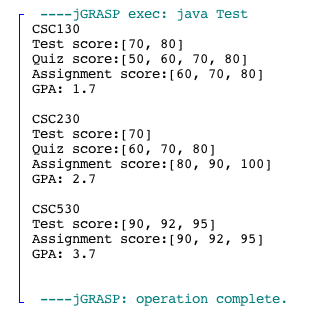 ----jGRASP exec: java Test
CSC130
Test score:[70, 80]
Quiz score:[50, 60, 70, 80]
Assignment score:[60, 70, 80]
GPA: 1.7
CSC230
Test score:[70]
Quiz score:[60, 70, 80]
Assignment score:[80, 90, 100]
GPA: 2.7
CSC530
Test score:[90, 92, 95]
Assignment score:[90, 92, 95]
GPA: 3.7
----jGRASP: operation complete.